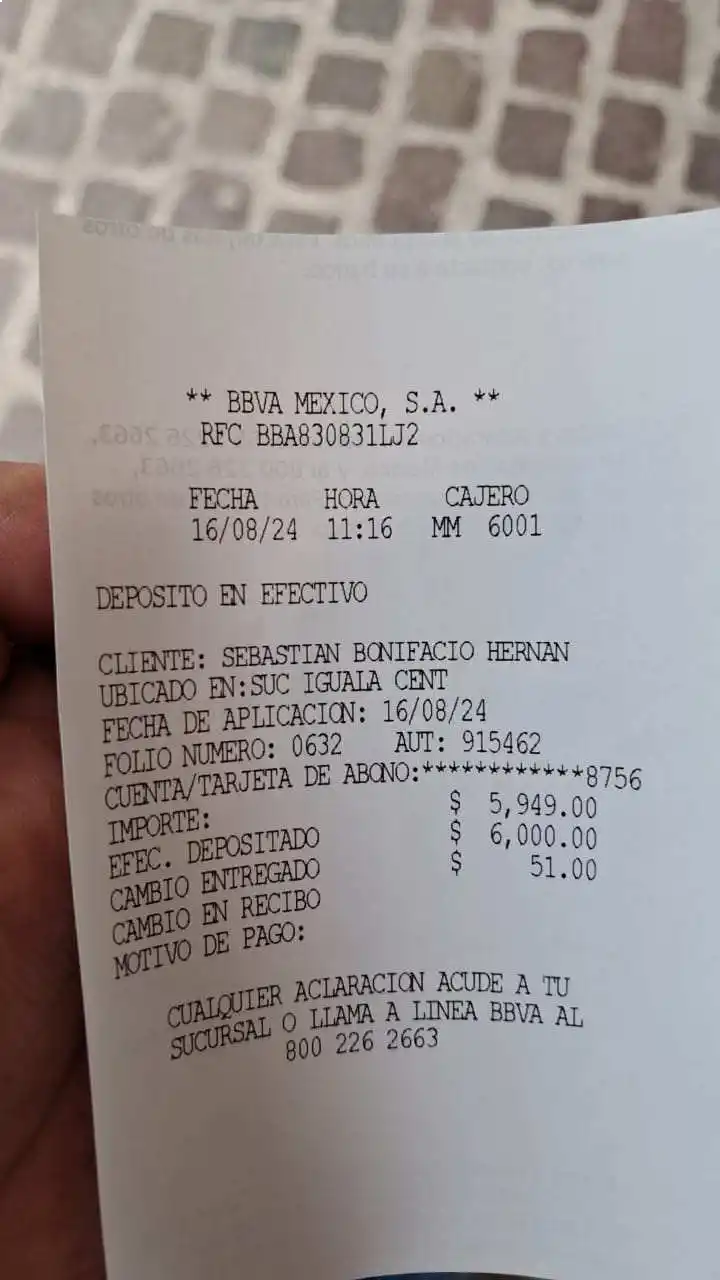 ** BBVA MEXICO, S.A. **
RFC BBA830831LJ2
FECHA HORA CAJERO
16/08/24 11:16 MM 6001
DEPOSITO EN EFECTIVO
CLIENTE: SEBASTIAN BONIFACIO HERNAN
UBICADO EN:SUC IGUALA CENT
FECHA DE APLICACION: 16/08/24
FOLIO NUMERO: 0632 AUT: 915462
CUENTA/TARJETA DE ABONO:************8756
IMPORTE: $ 5,949.00
EFEC. DEPOSITADO $ 6,000.00
CAMBIO ENTREGADO $ 51.00
CAMBIO EN RECIBO
MOTIVO DE PAGO:
CUALQUIER ACLARACION ACUDE A TU
SUCURSAL O LLAMA A LINEA BBVA AL
800 226 2663